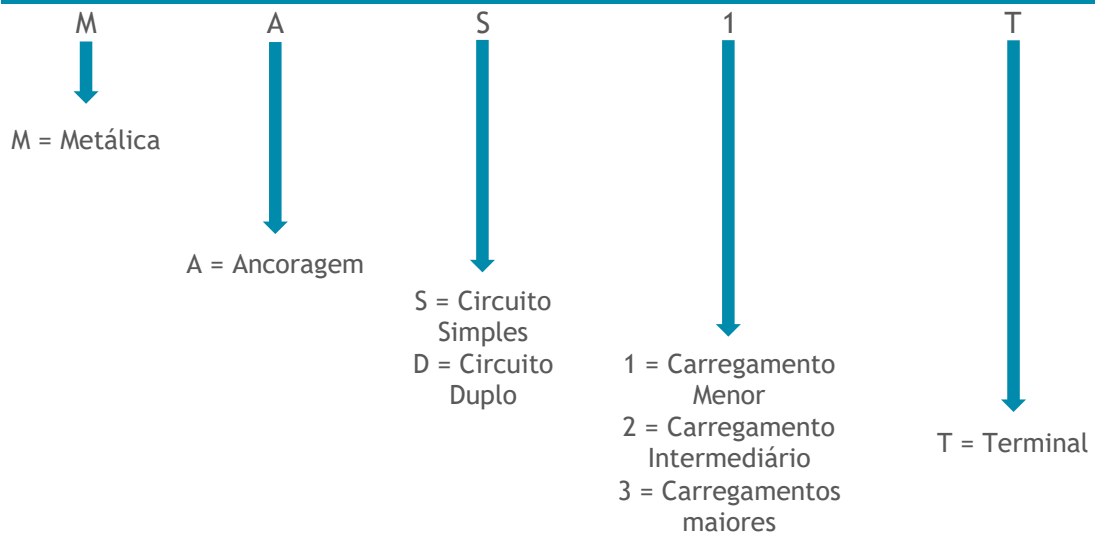 M A S 1 T
M = Metálica
A = Ancoragem
S = Circuito
Simples
D = Circuito
Duplo
1 = Carregamento
Menor
2 = Carregamento
Intermediário
3 = Carregamentos
maiores
T = Terminal